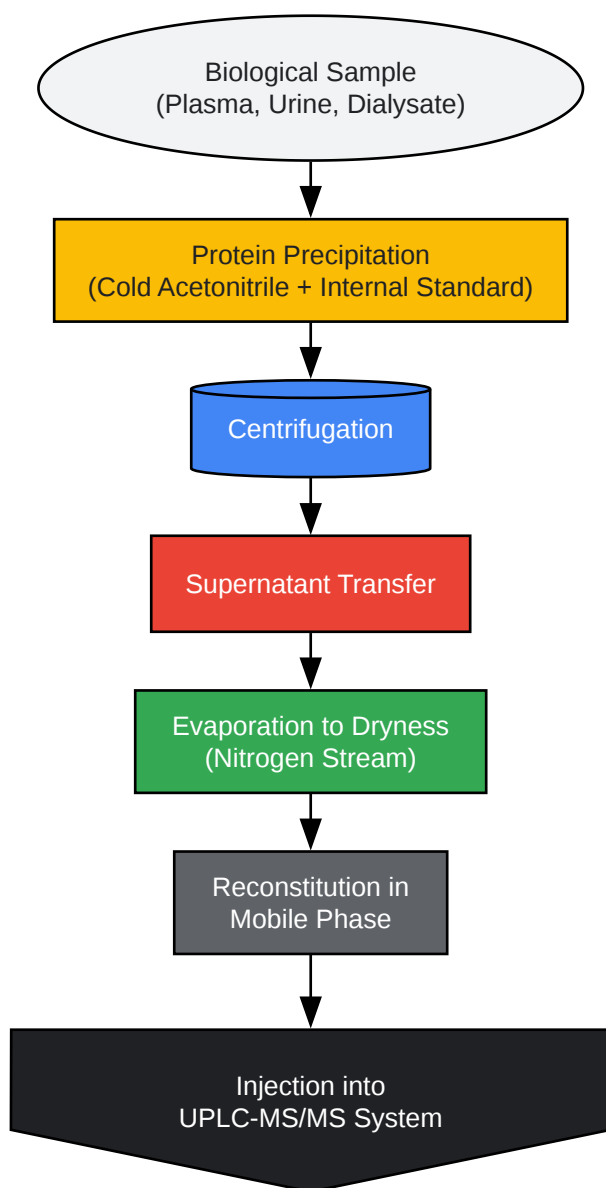 Biological Sample
(Plasma, Urine, Dialysate)
Protein Precipitation
(Cold Acetonitrile + Internal Standard)
Centrifugation
Supernatant Transfer
Evaporation to Dryness
(Nitrogen Stream)
Reconstitution in
Mobile Phase
Injection into
UPLC-MS/MS System